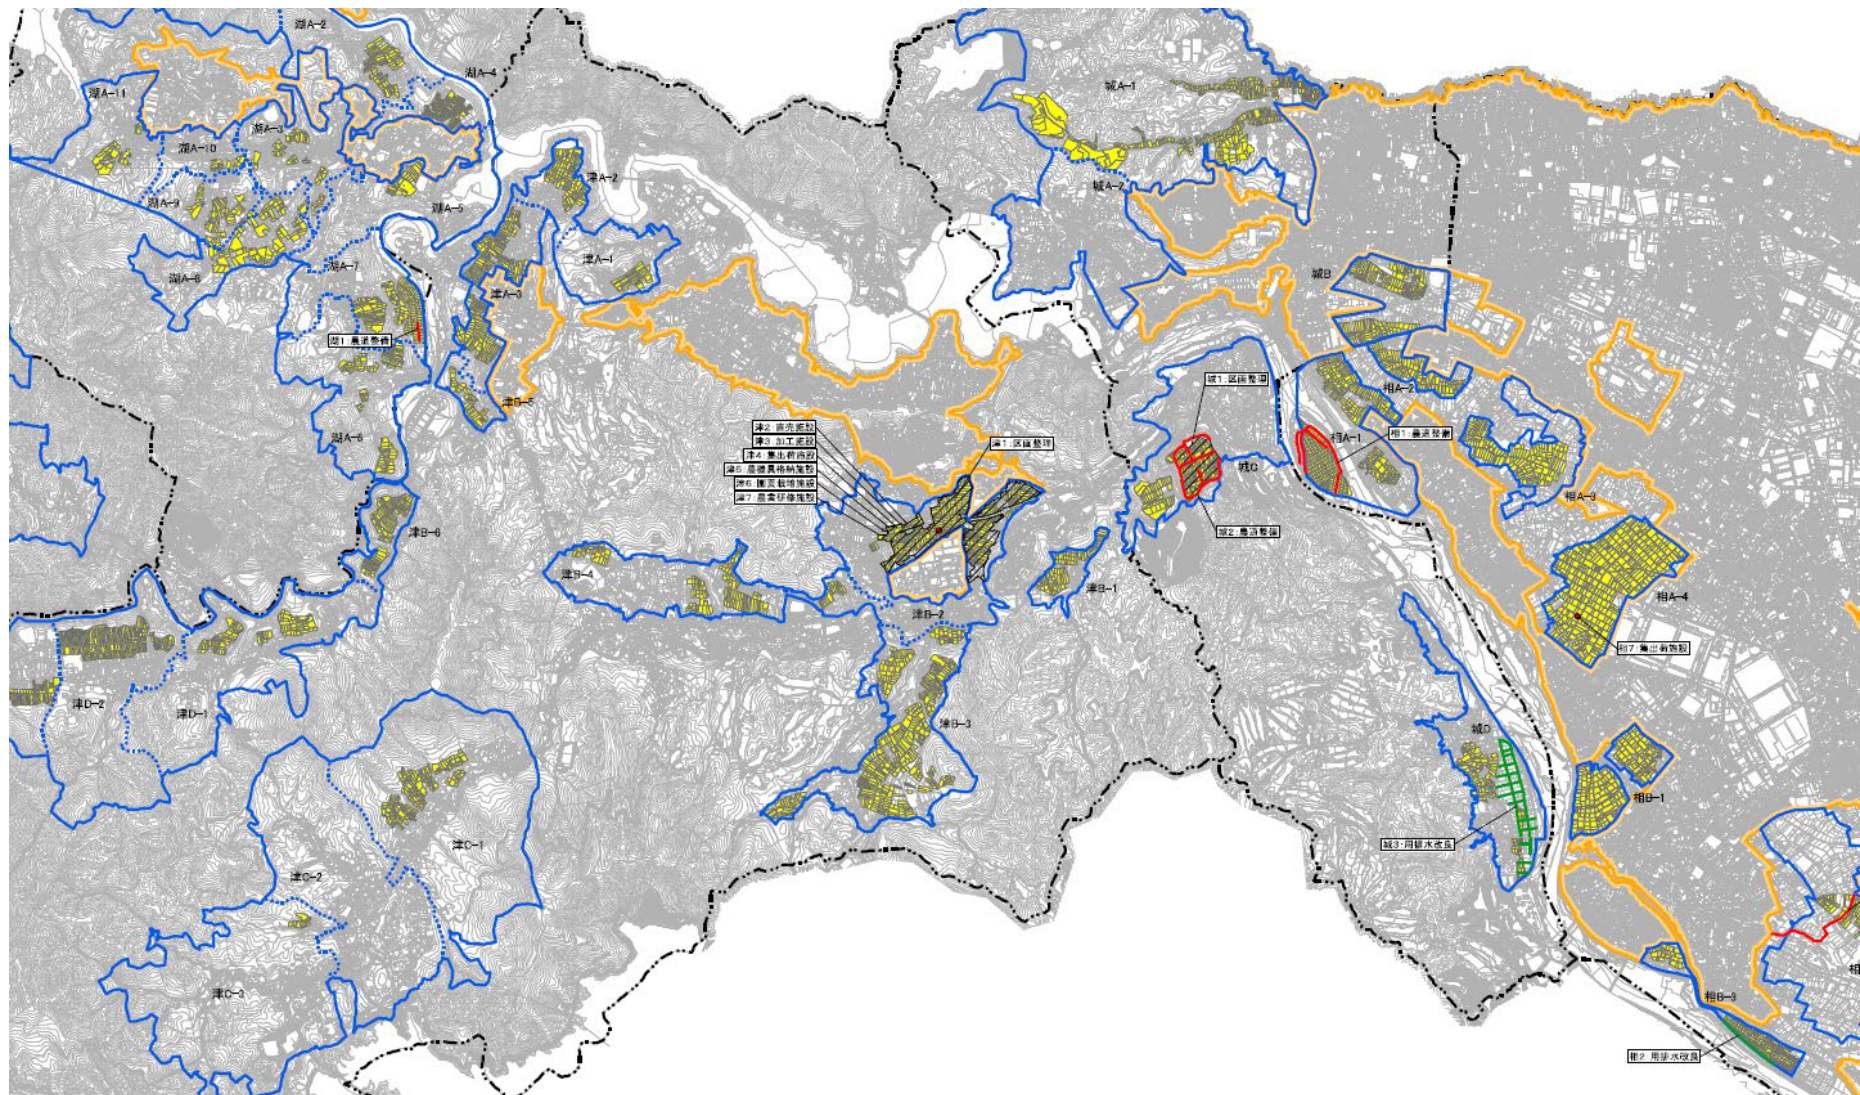 湖A-2
湖A-4
湖A-11
城A-1
湖A-3
湖A-10
津A-2
城A-2
湖A-9
湖A-5
津A-1
湖A-7
城B
湖A-8
津A-3
湖1:農道整備
相A-2
城1:区画整理
津B-5
津2:直売施設
津3:加工施設
津4:集出荷施設
津5:農機具格納施設
津6:園芸栽培施設
津7:農業研修施設
津1:区画整理
湖A-6
相A-1
相1:農道整備
城C
相A-3
津B-6
城2:農道整備
津B-4
津B-1
相A-4
津B-2
相7:集出荷施設
津D-2
津D-1
津B-3
城D
相B-1
城3:用排水改良
津C-1
津C-2
津C-3
相
相B-3
相2:用排水改良